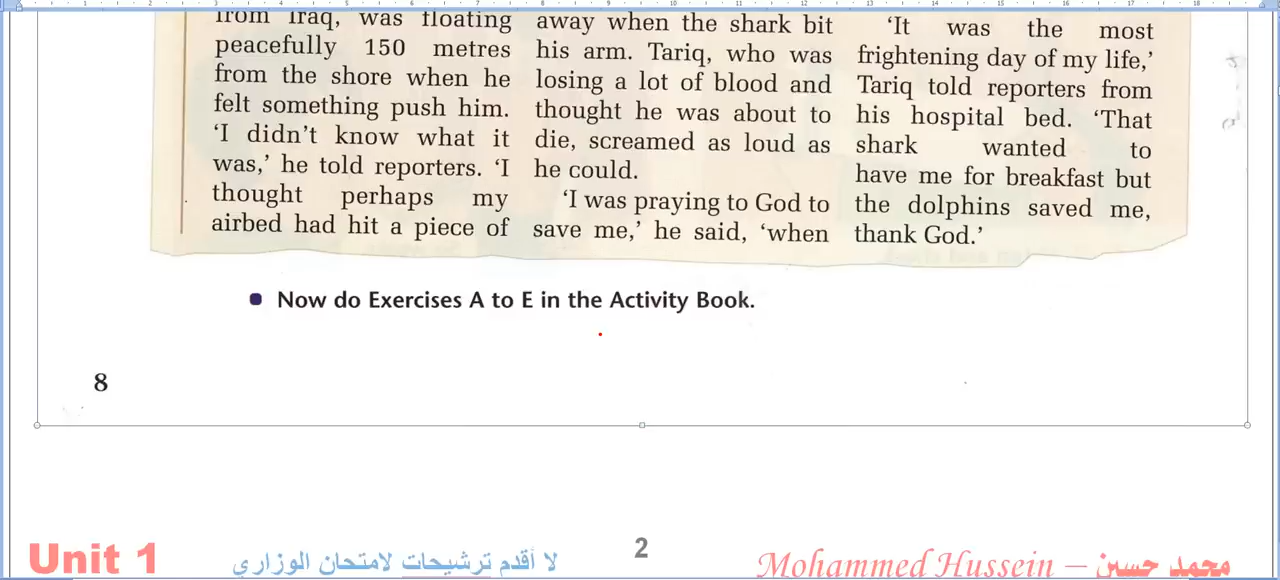 from Iraq, was floating
peacefully 150 metres
from the shore when he
felt something push him.
‘I didn’t know what it
was,’ he told reporters. ‘I
thought perhaps my
airbed had hit a piece of
away when the shark bit
his arm. Tariq, who was
losing a lot of blood and
thought he was about to
die, screamed as loud as
he could.
‘I was praying to God to
save me,’ he said, ‘when
‘It was the most
frightening day of my life,’
Tariq told reporters from
his hospital bed. ‘That
shark wanted to
have me for breakfast but
the dolphins saved me,
thank God.’
Now do Exercises A to E in the Activity Book.
8
Unit 1
لا أقدم ترشيحات لامتحان الوزاري
2
Mohammed Hussein – محمد حسين